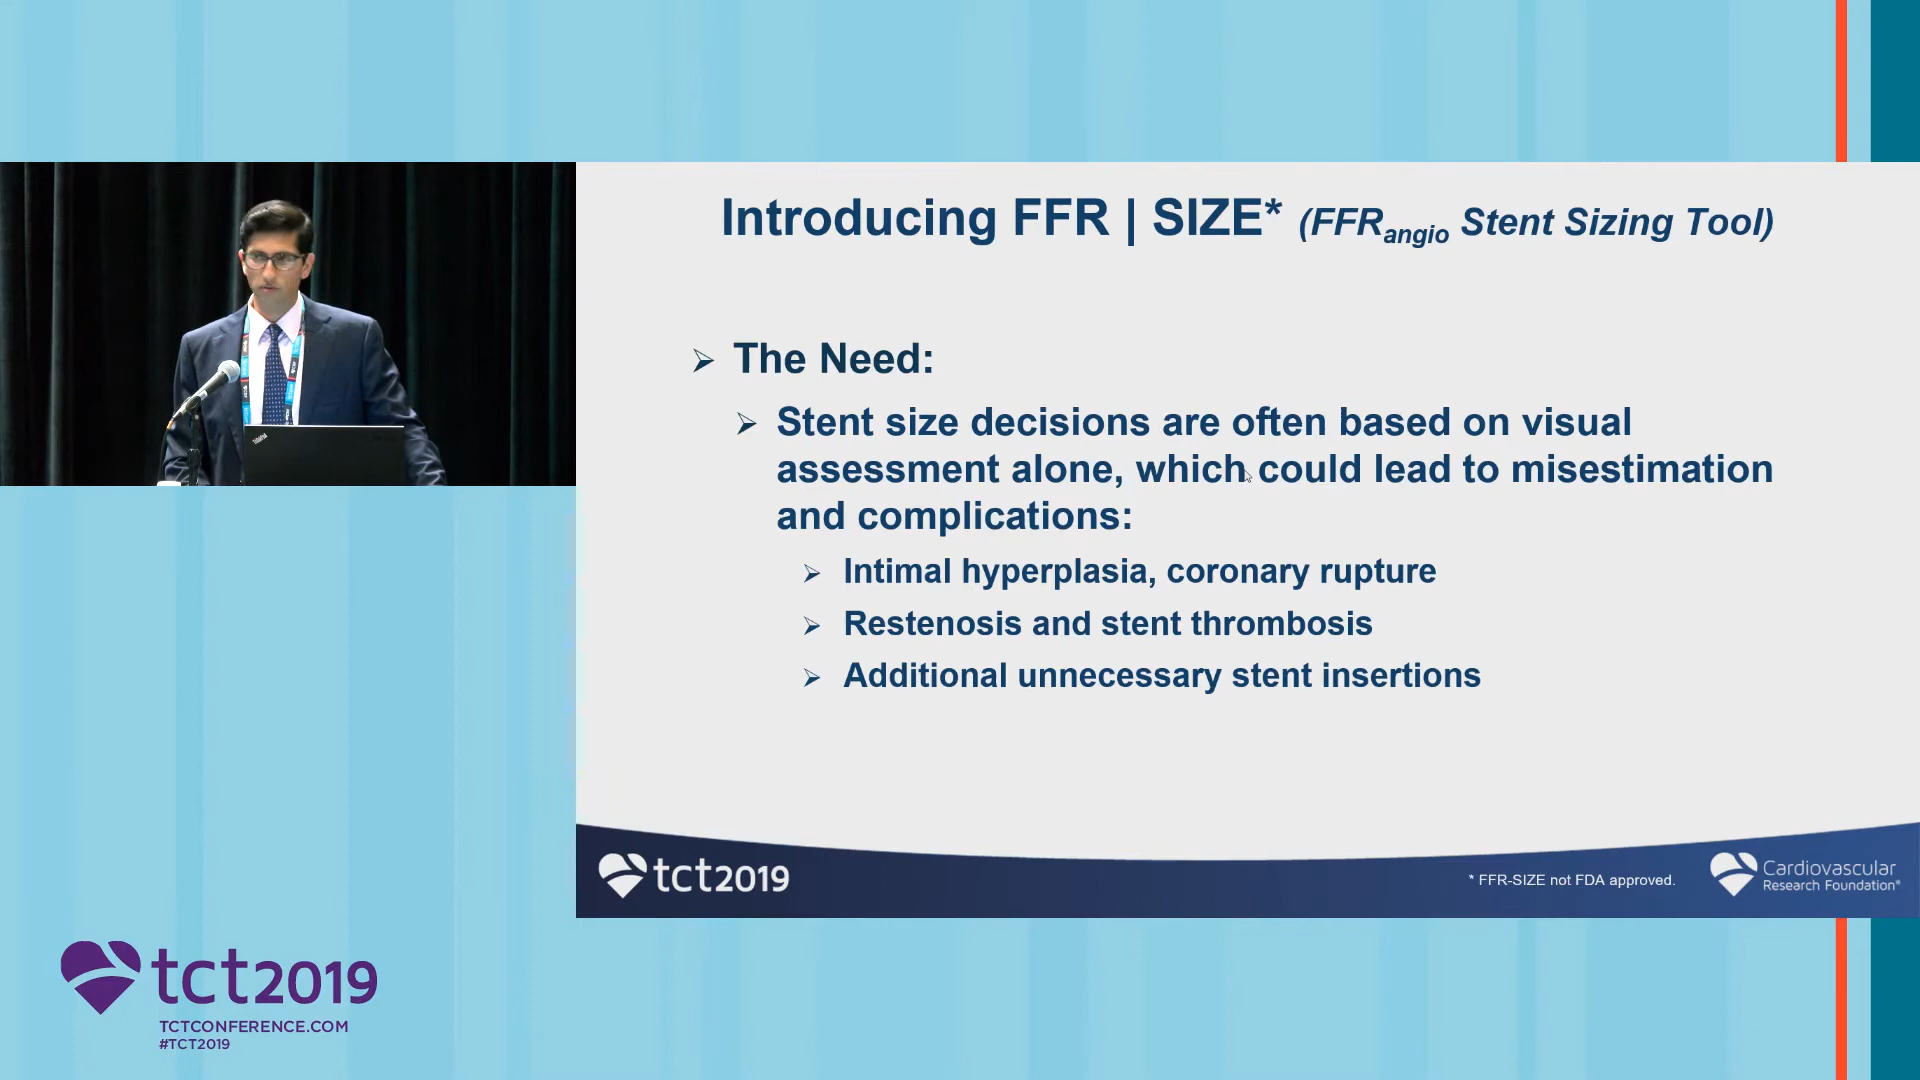 Introducing FFR | SIZE* (FFRangio Stent Sizing Tool)
➢ The Need:
➢ Stent size decisions are often based on visual
assessment alone, which could lead to misestimation
and complications:
➢ Intimal hyperplasia, coronary rupture
➢ Restenosis and stent thrombosis
➢ Additional unnecessary stent insertions
tct2019
* FFR-SIZE not FDA approved.
Cardiovascular
Research Foundation®
tct2019
TCTCONFERENCE.COM
#TCT2019